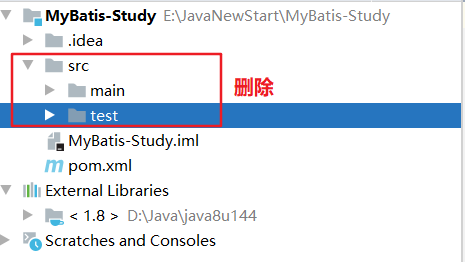 MyBatis-Study E:\JavaNewStart\MyBatis-Study
.idea
src
main
删除
test
MyBatis-Study.iml
pom.xml
External Libraries
< 1.8 > D:\Java\java8u144
Scratches and Consoles